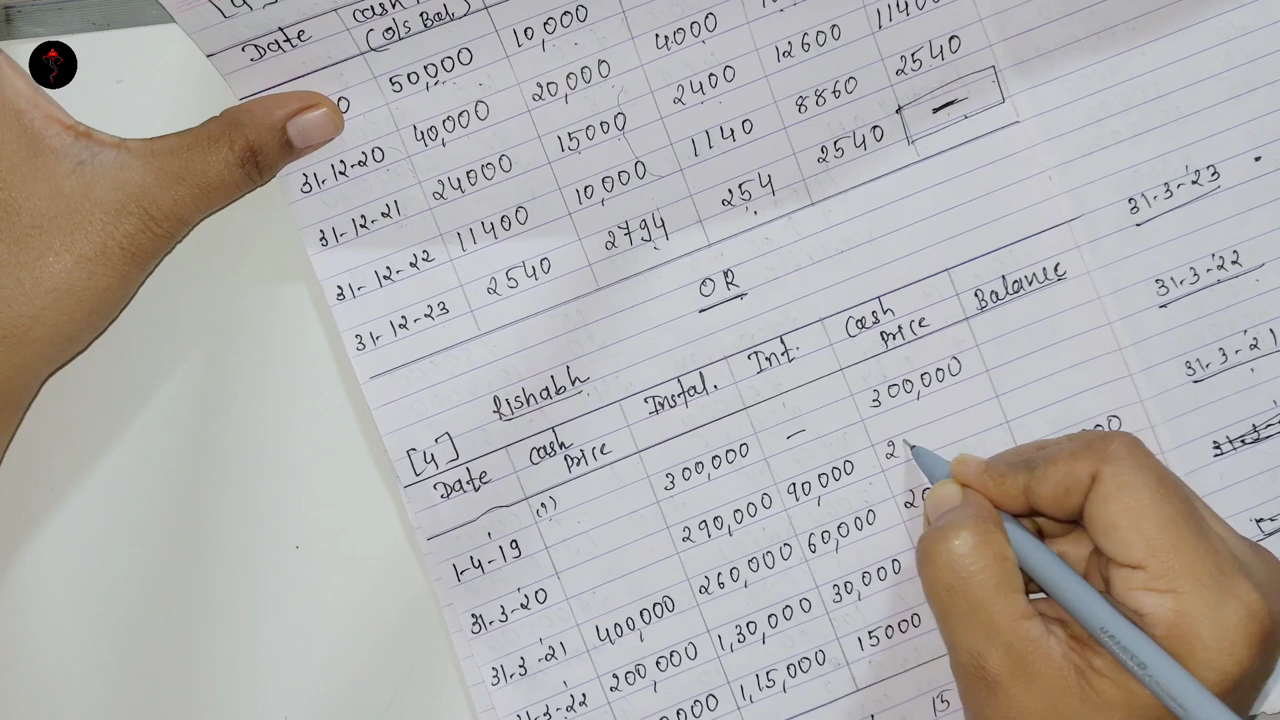 Date cash (O/S Bal)
50,000 10,000
31-12-20 40,000 20,000 4000 12600 11400
31-12-21 24000 15000 2400 8860 2540
31-12-22 11400 10,000 1140 2540 —
31-12-23 2540 2794 254
OR
[4] Rishabh
Date cash Price Instal. Int. Cash Price Balance
1-4-19 (?) 300,000 — 300,000
31-3-20 290,000 90,000 2
31-3-21 400,000 260,000 60,000 20
31-3-22 200,000 1,30,000 30,000
1,15,000 15000
15
31-3-23
31-3-22
31-3-21